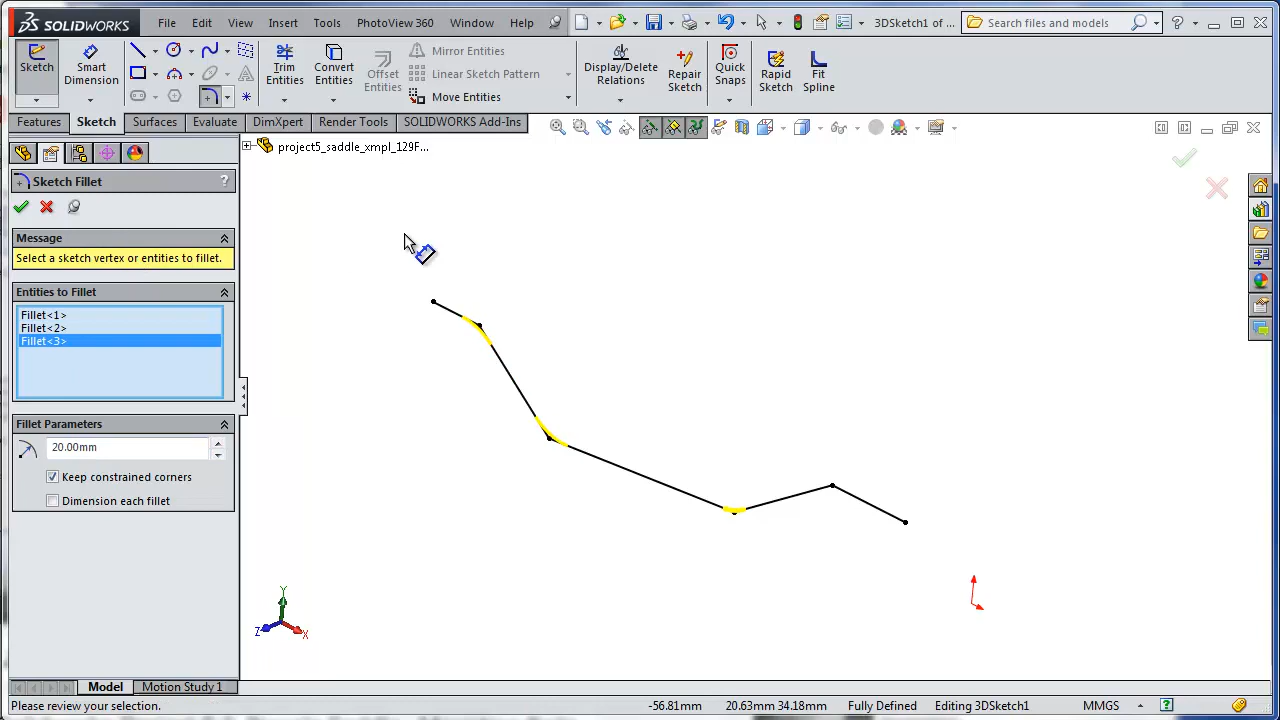 SOLIDWORKS File Edit View Insert Tools PhotoView 360 Window Help 3DSketch1 of ... Search files and models
Sketch
Smart Dimension
Trim Entities
Convert Entities
Offset Entities
Mirror Entities
Linear Sketch Pattern
Move Entities
Display/Delete Relations
Repair Sketch
Quick Snaps
Rapid Sketch
Fit Spline
Features Sketch Surfaces Evaluate DimXpert Render Tools SOLIDWORKS Add-Ins
project5_saddle_xmpl_129F...
Sketch Fillet ?
Message
Select a sketch vertex or entities to fillet.
Entities to Fillet
Fillet<1>
Fillet<2>
Fillet<3>
Fillet Parameters
20.00mm
Keep constrained corners
Dimension each fillet
Y
Z X
Model Motion Study 1
Please review your selection. -56.81mm 20.63mm 34.18mm Fully Defined Editing 3DSketch1 MMGS ?